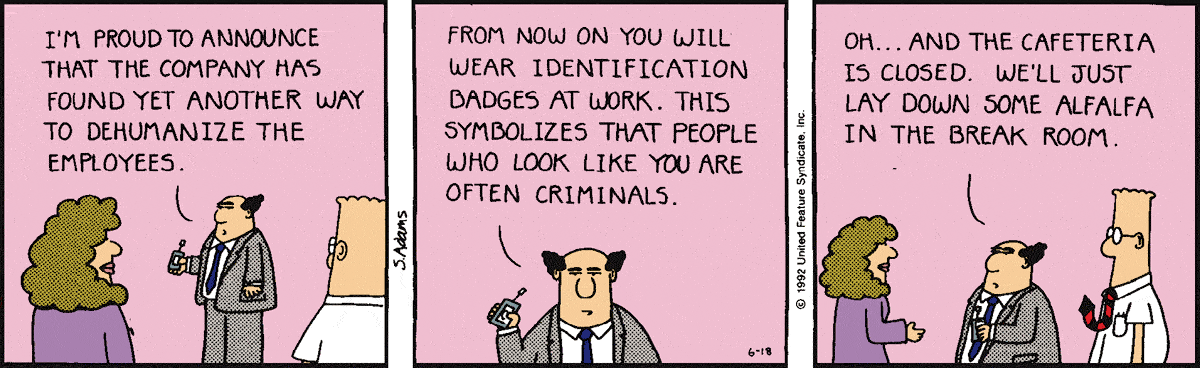 I'M PROUD TO ANNOUNCE
THAT THE COMPANY HAS
FOUND YET ANOTHER WAY
TO DEHUMANIZE THE
EMPLOYEES.
S.Adams
FROM NOW ON YOU WILL
WEAR IDENTIFICATION
BADGES AT WORK. THIS
SYMBOLIZES THAT PEOPLE
WHO LOOK LIKE YOU ARE
OFTEN CRIMINALS.
6-18
© 1992 United Feature Syndicate, Inc.
OH... AND THE CAFETERIA
IS CLOSED. WE'LL JUST
LAY DOWN SOME ALFALFA
IN THE BREAK ROOM.